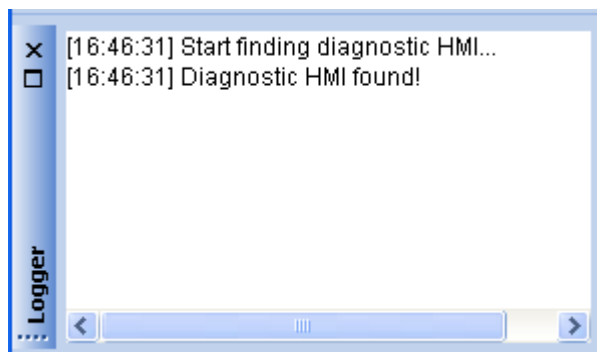 [16:46:31] Start finding diagnostic HMI...
[16:46:31] Diagnostic HMI found!
Logger